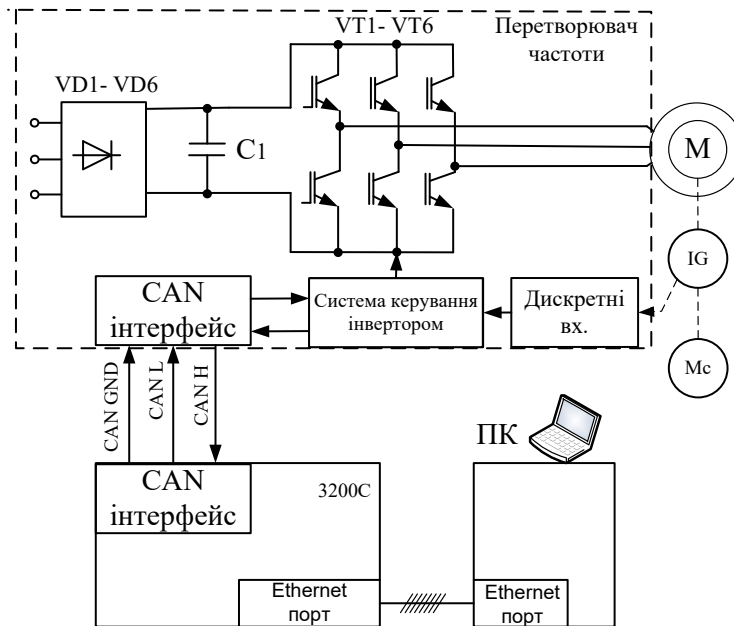 VT1- VT6
Перетворювач
частоти
VD1- VD6
C1
M
CAN
інтерфейс
Система керування
інвертором
Дискретні
вх.
IG
Mc
CAN GND
CAN L
CAN H
ПК
CAN
інтерфейс
3200C
Ethernet
порт
Ethernet
порт